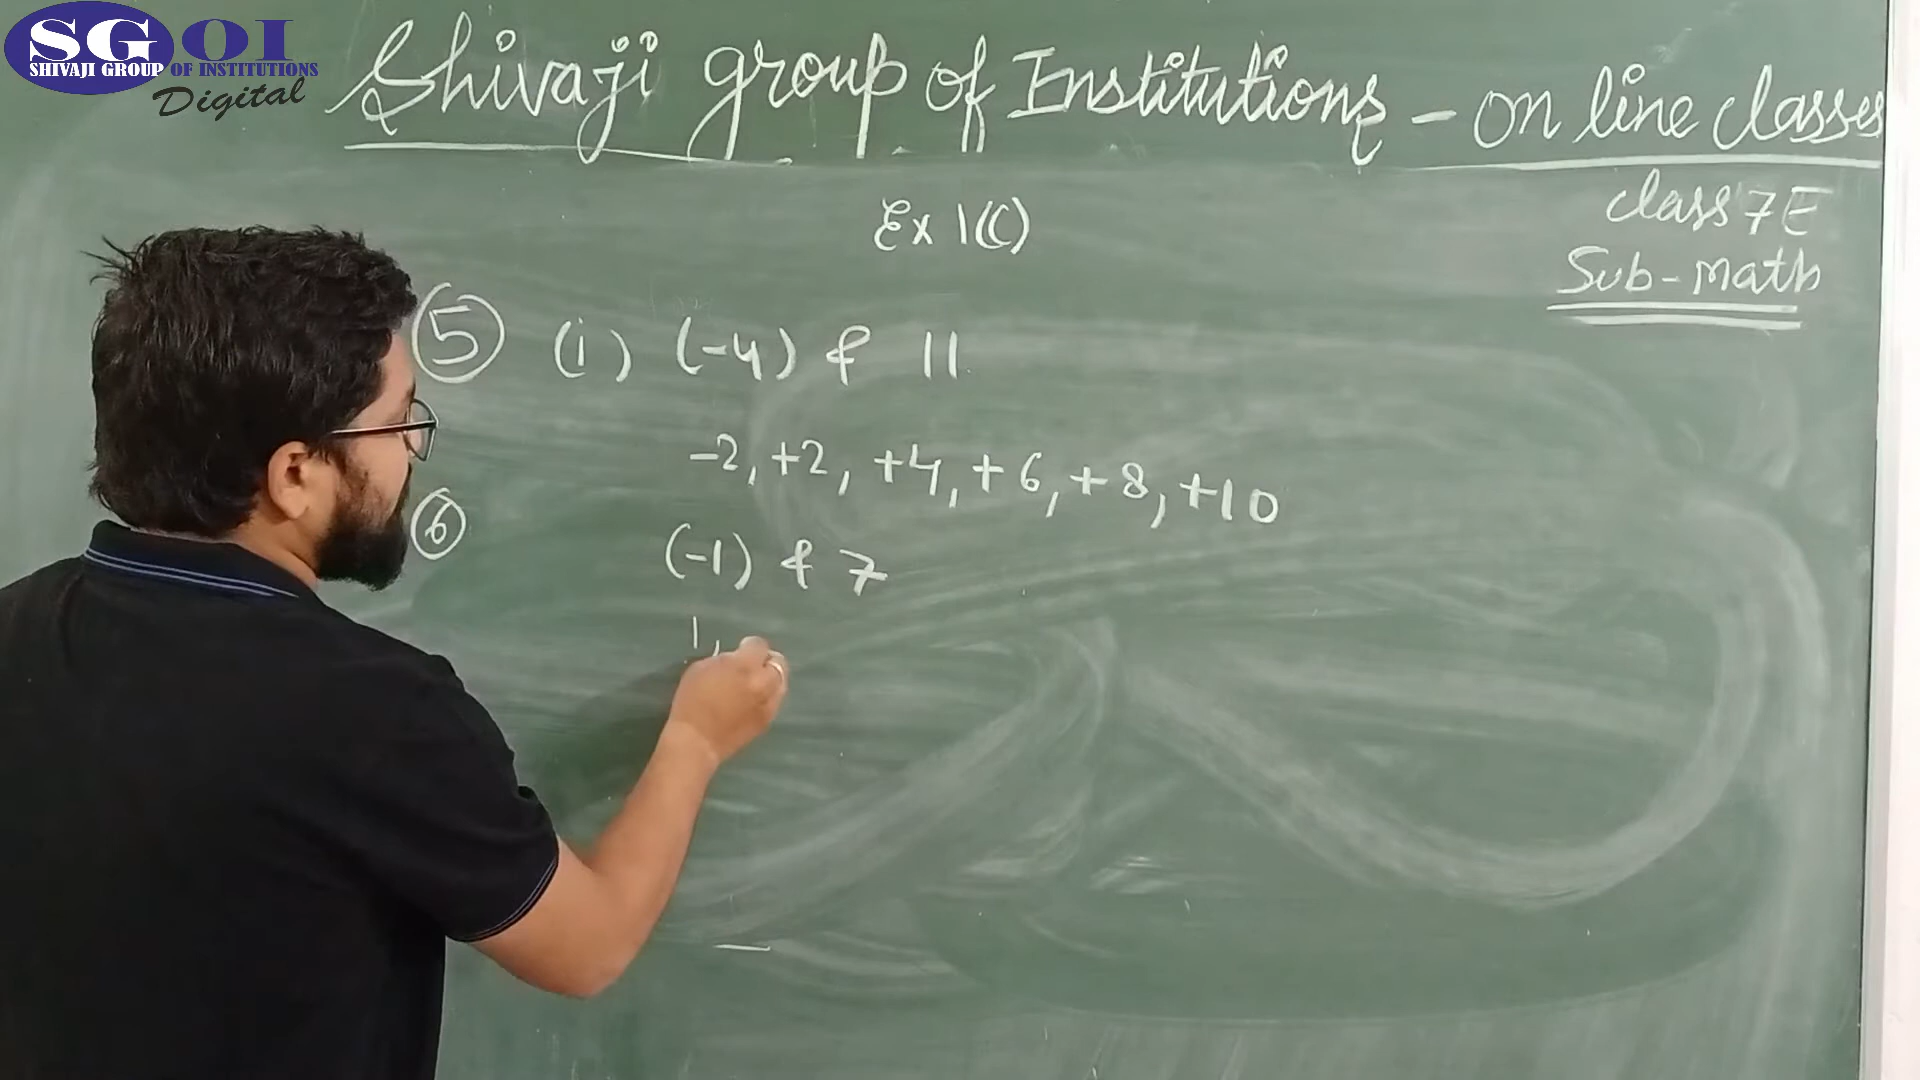 SGOI
SHIVAJI GROUP OF INSTITUTIONS
Digital
Shivaji group of Institutions - on line classes
class 7E
Sub-math
Ex 1(C)
5 (i) (-4) & 11
-2, +2, +4, +6, +8, +10
6 (-1) & 7
1,